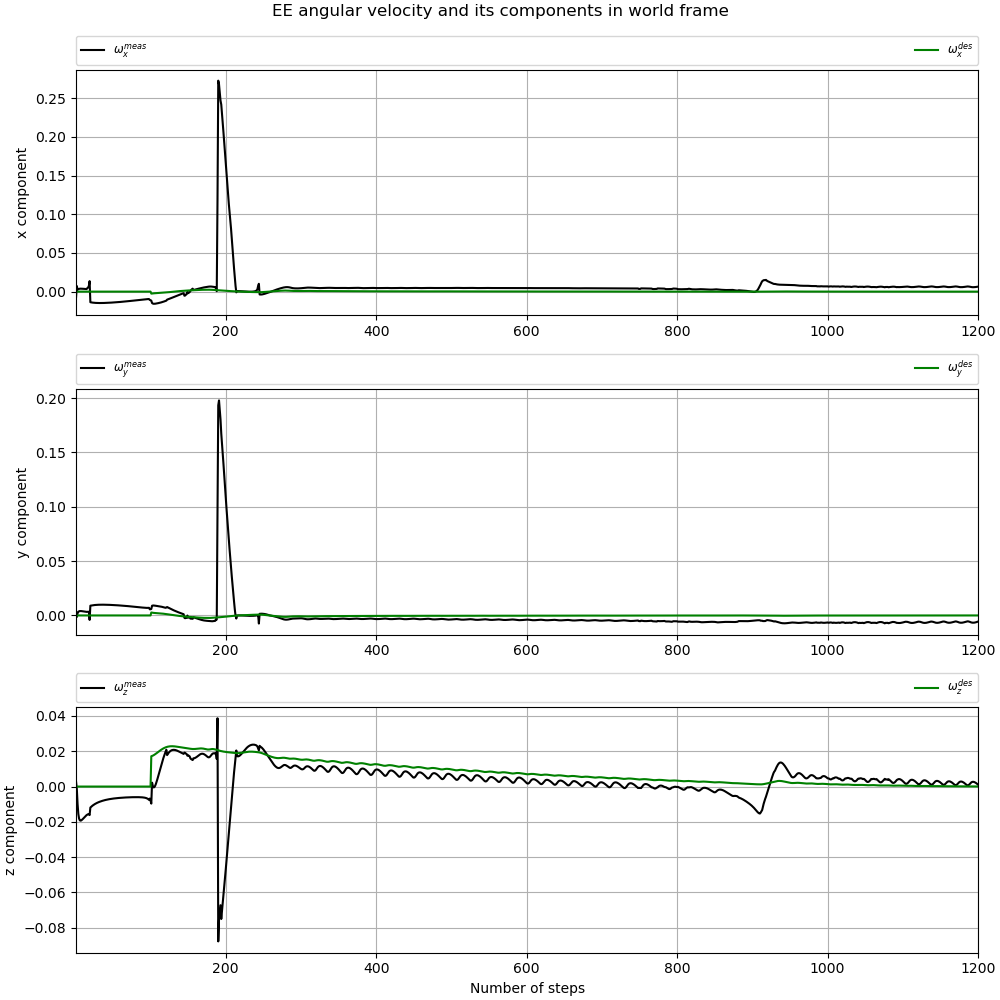 EE angular velocity and its components in world frame
ω_x^meas ω_x^des
0.25
0.20
0.15
0.10
0.05
0.00
x component
200 400 600 800 1000 1200
ω_y^meas ω_y^des
0.20
0.15
0.10
0.05
0.00
y component
200 400 600 800 1000 1200
ω_z^meas ω_z^des
0.04
0.02
0.00
−0.02
−0.04
−0.06
−0.08
z component
200 400 600 800 1000 1200
Number of steps